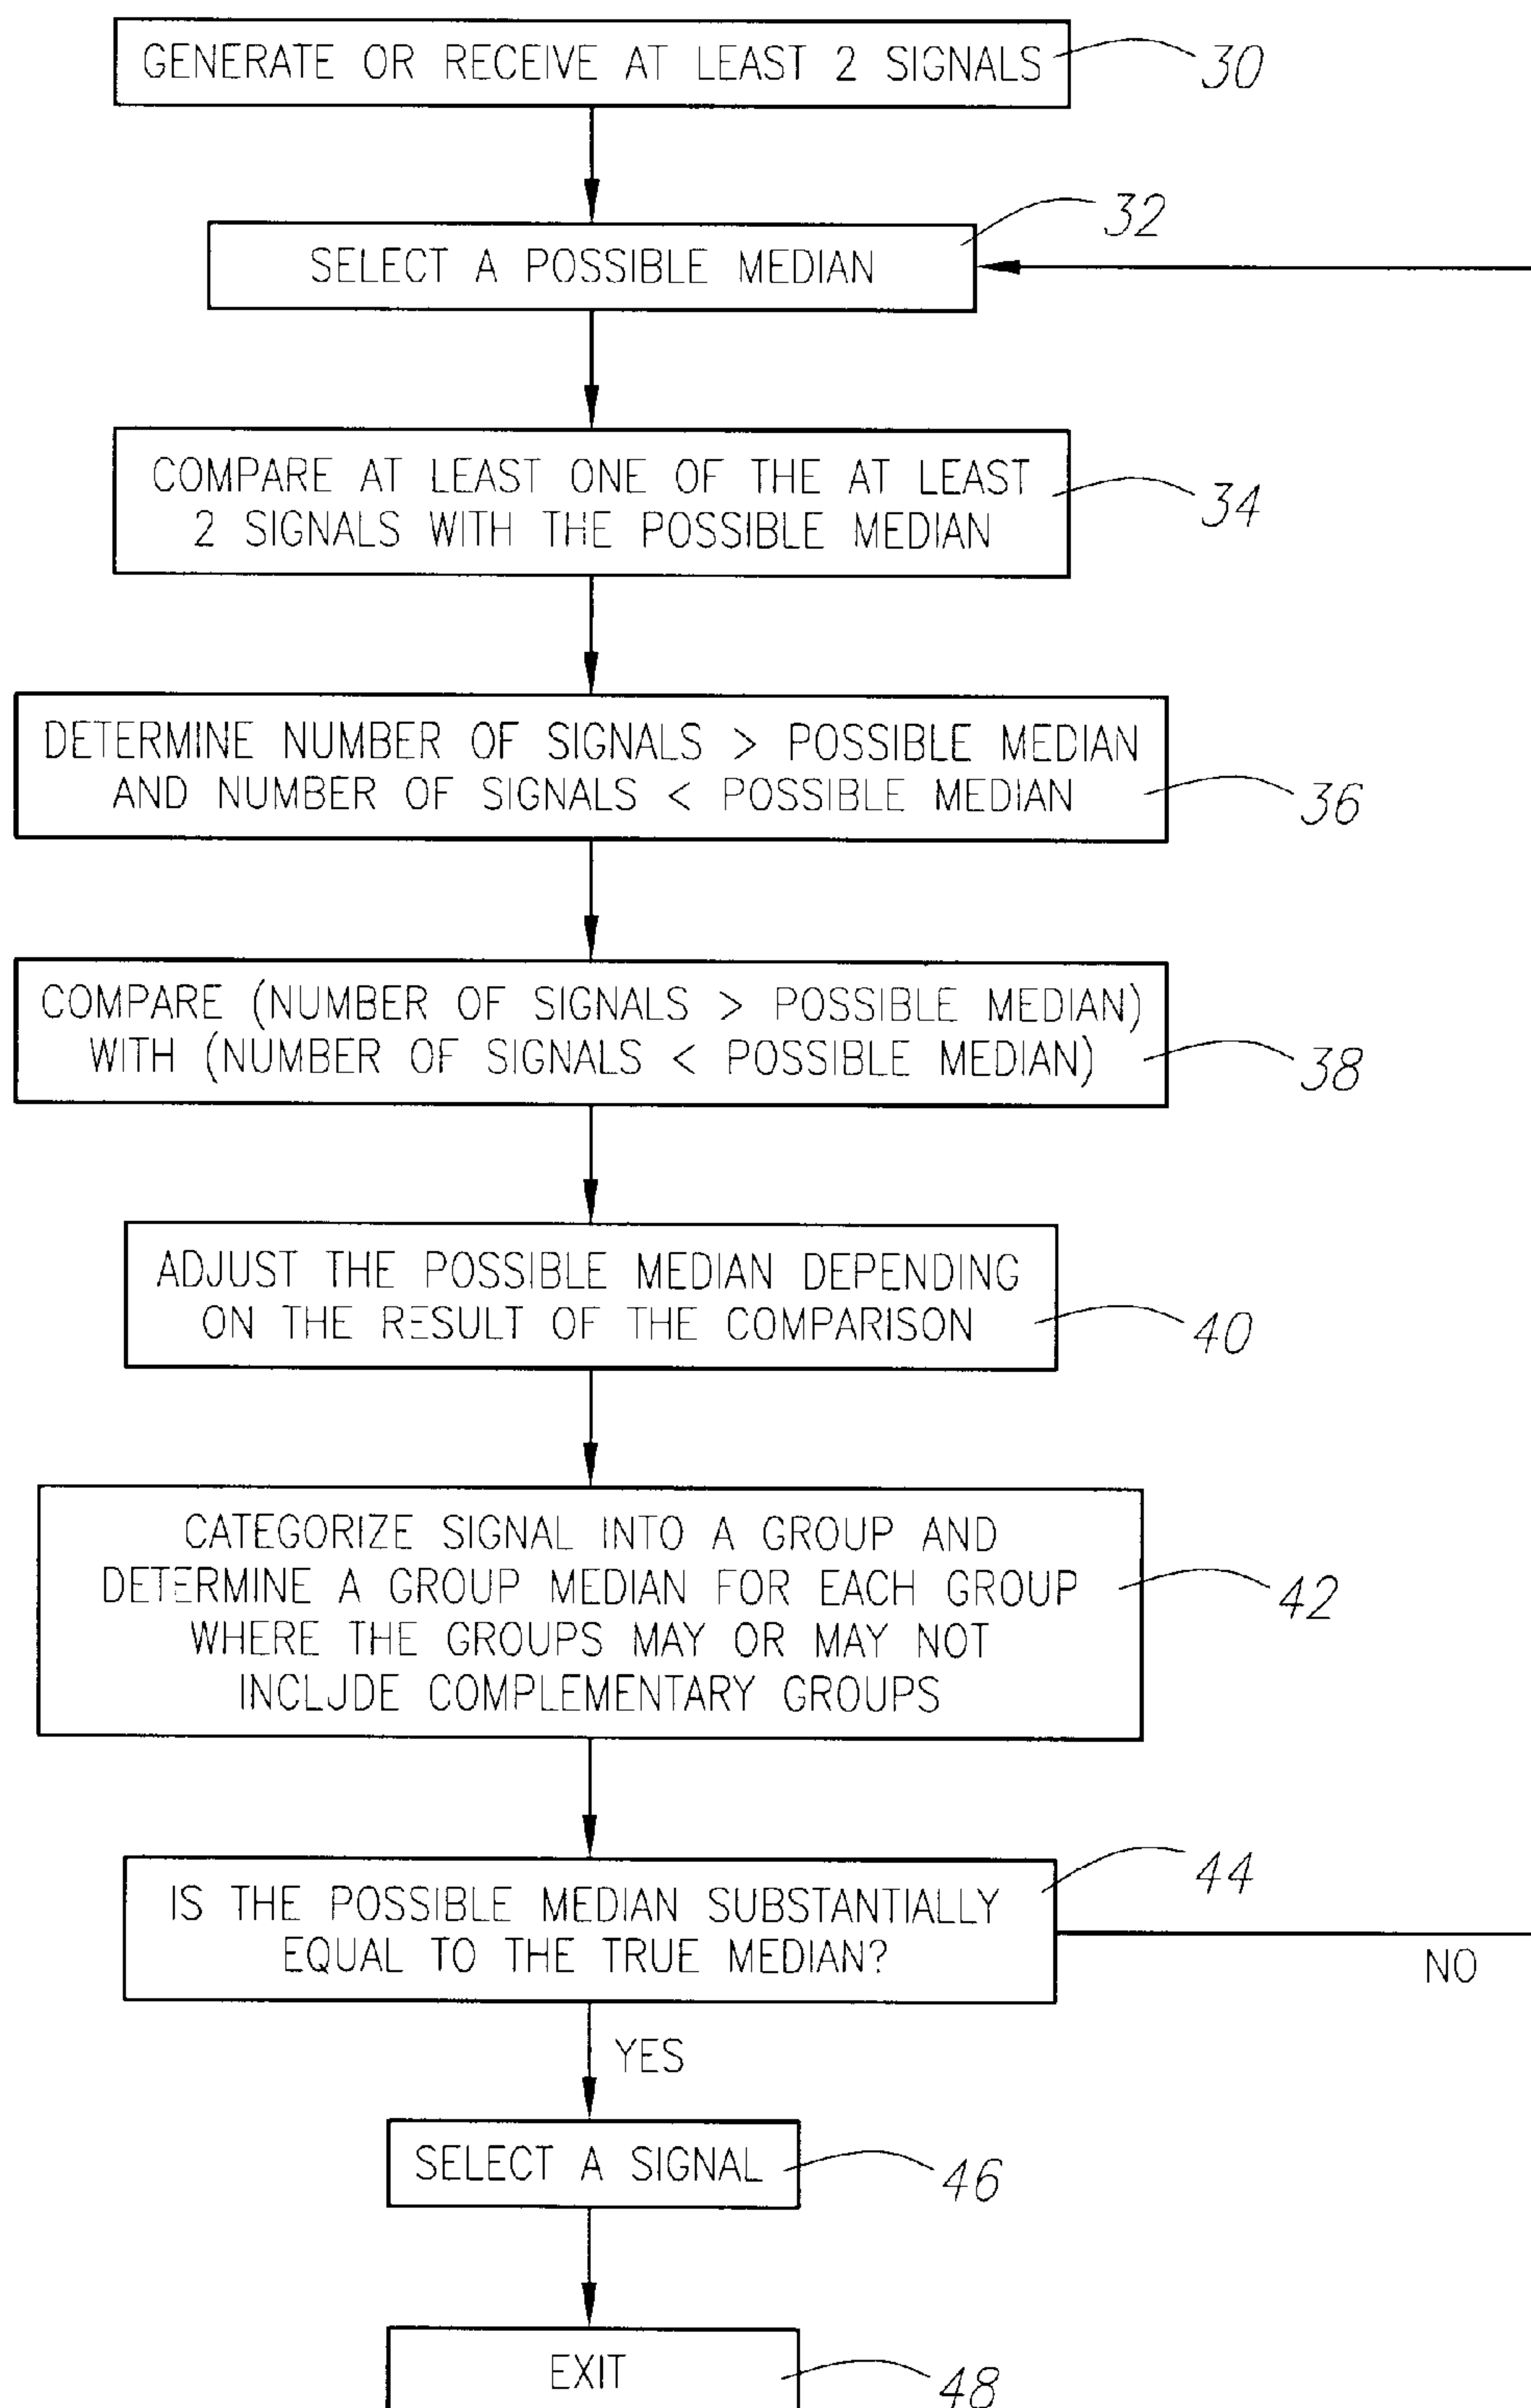 GENERATE OR RECEIVE AT LEAST 2 SIGNALS
30
32
SELECT A POSSIBLE MEDIAN
COMPARE AT LEAST ONE OF THE AT LEAST
2 SIGNALS WITH THE POSSIBLE MEDIAN
34
DETERMINE NUMBER OF SIGNALS > POSSIBLE MEDIAN
AND NUMBER OF SIGNALS < POSSIBLE MEDIAN
36
COMPARE (NUMBER OF SIGNALS > POSSIBLE MEDIAN)
WITH (NUMBER OF SIGNALS < POSSIBLE MEDIAN)
38
ADJUST THE POSSIBLE MEDIAN DEPENDING
ON THE RESULT OF THE COMPARISON
40
CATEGORIZE SIGNAL INTO A GROUP AND
DETERMINE A GROUP MEDIAN FOR EACH GROUP
WHERE THE GROUPS MAY OR MAY NOT
INCLUDE COMPLEMENTARY GROUPS
42
44
IS THE POSSIBLE MEDIAN SUBSTANTIALLY
EQUAL TO THE TRUE MEDIAN?
NO
YES
SELECT A SIGNAL
46
EXIT
48